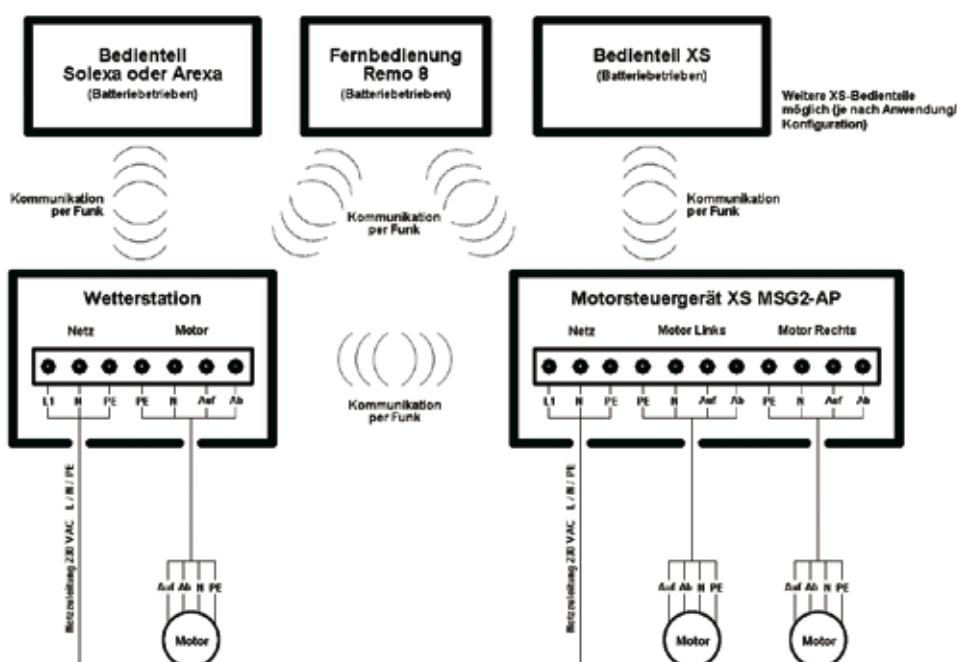 Bedienteil
Solexa oder Arexa
(Batteriebetrieben)
Fernbedienung
Remo 8
(Batteriebetrieben)
Bedienteil XS
(Batteriebetrieben)
Weitere XS-Bedienteile
möglich (je nach Anwendung/
Konfiguration)
Kommunikation
per Funk
Kommunikation
per Funk
Kommunikation
per Funk
Wetterstation
Netz Motor
L1 N PE PE N Auf Ab
Kommunikation
per Funk
Motorsteuergerät XS MSG2-AP
Netz Motor Links Motor Rechts
L1 N PE PE N Auf Ab PE N Auf Ab
Netzzuleitung 230 VAC L / N / PE
Auf Ab N PE
Motor
Netzzuleitung 230 VAC L / N / PE
Auf Ab N PE
Motor
Auf Ab N PE
Motor